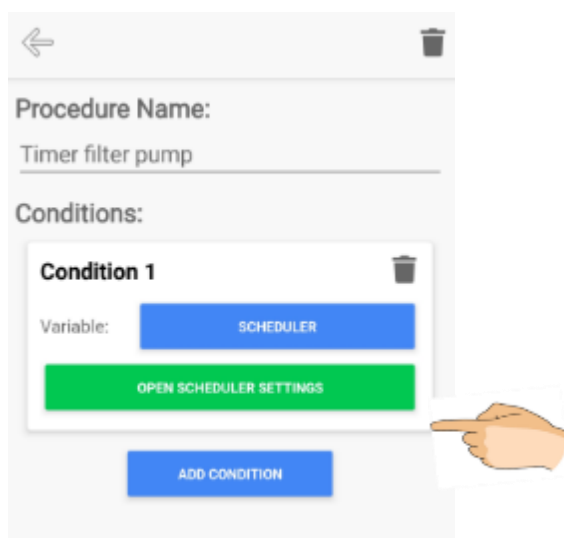 Procedure Name:
Timer filter pump
Conditions:
Condition 1
Variable: SCHEDULER
OPEN SCHEDULER SETTINGS
ADD CONDITION